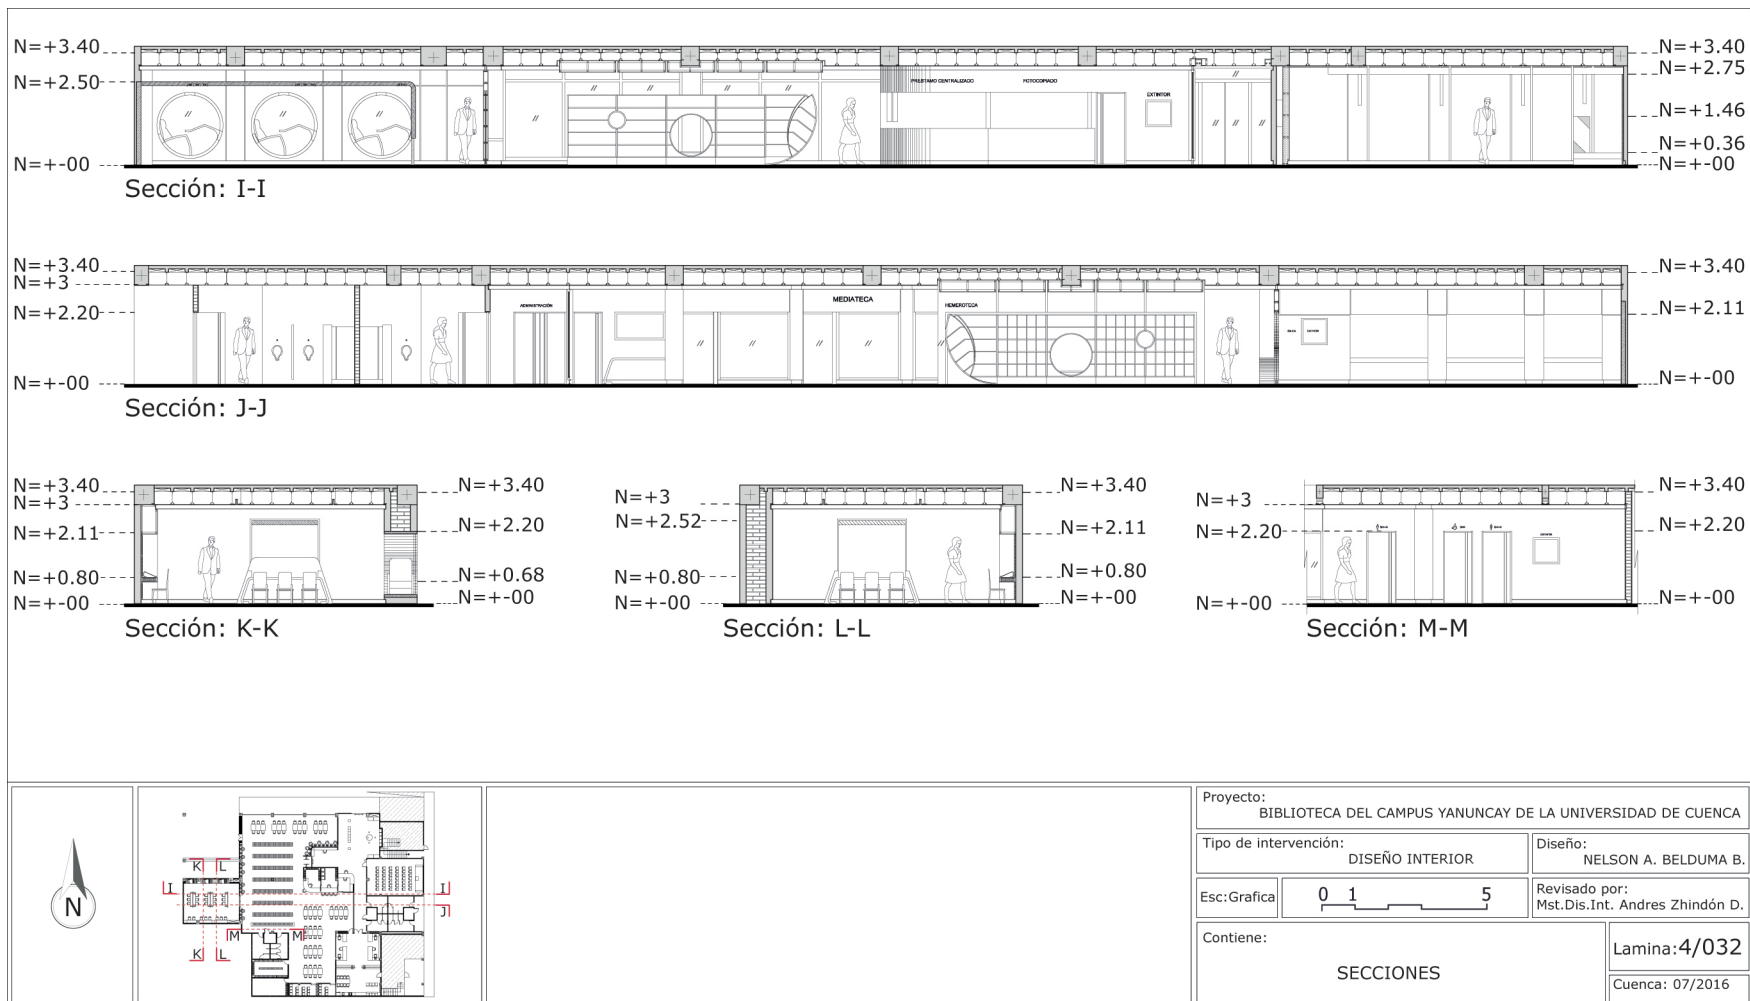 N=+3.40
N=+2.50
N=+-00
PRESTAMO CENTRALIZADO
FOTOCOPIADO
EXTINTOR
N=+3.40
N=+2.75
N=+1.46
N=+0.36
N=+-00
Sección: I-I
N=+3.40
N=+3
N=+2.20
N=+-00
ADMINISTRACIÓN
MEDIATECA
HEMEROTECA
N=+3.40
N=+2.11
N=+-00
Sección: J-J
N=+3.40
N=+3
N=+2.11
N=+0.80
N=+-00
N=+3.40
N=+2.20
N=+0.68
N=+-00
Sección: K-K
N=+3
N=+2.52
N=+0.80
N=+-00
N=+3.40
N=+2.11
N=+0.80
N=+-00
Sección: L-L
N=+3
N=+2.20
N=+-00
N=+3.40
N=+2.20
N=+-00
Sección: M-M
N
K L
I I
J
M M
K L
Proyecto:
BIBLIOTECA DEL CAMPUS YANUNCAY DE LA UNIVERSIDAD DE CUENCA
Tipo de intervención:
DISEÑO INTERIOR
Diseño:
NELSON A. BELDUMA B.
Esc:Grafica
0 1 5
Revisado por:
Mst.Dis.Int. Andres Zhindón D.
Contiene:
SECCIONES
Lamina:4/032
Cuenca: 07/2016